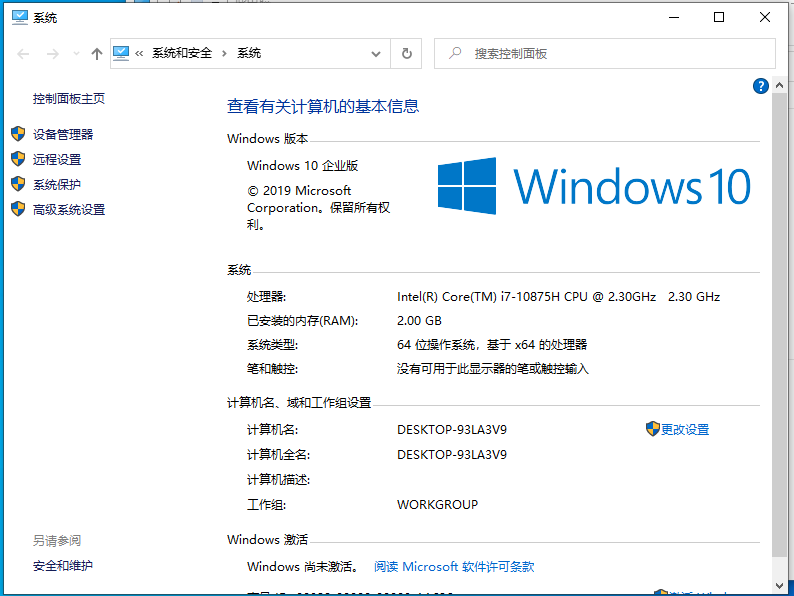 系统
« 系统和安全 › 系统
搜索控制面板
控制面板主页
设备管理器
远程设置
系统保护
高级系统设置
查看有关计算机的基本信息
Windows 版本
Windows 10 企业版
© 2019 Microsoft
Corporation。保留所有权
利。
Windows 10
系统
处理器: Intel(R) Core(TM) i7-10875H CPU @ 2.30GHz 2.30 GHz
已安装的内存(RAM): 2.00 GB
系统类型: 64 位操作系统, 基于 x64 的处理器
笔和触控: 没有可用于此显示器的笔或触控输入
计算机名、域和工作组设置
计算机名: DESKTOP-93LA3V9 更改设置
计算机全名: DESKTOP-93LA3V9
计算机描述:
工作组: WORKGROUP
Windows 激活
Windows 尚未激活。 阅读 Microsoft 软件许可条款
另请参阅
安全和维护